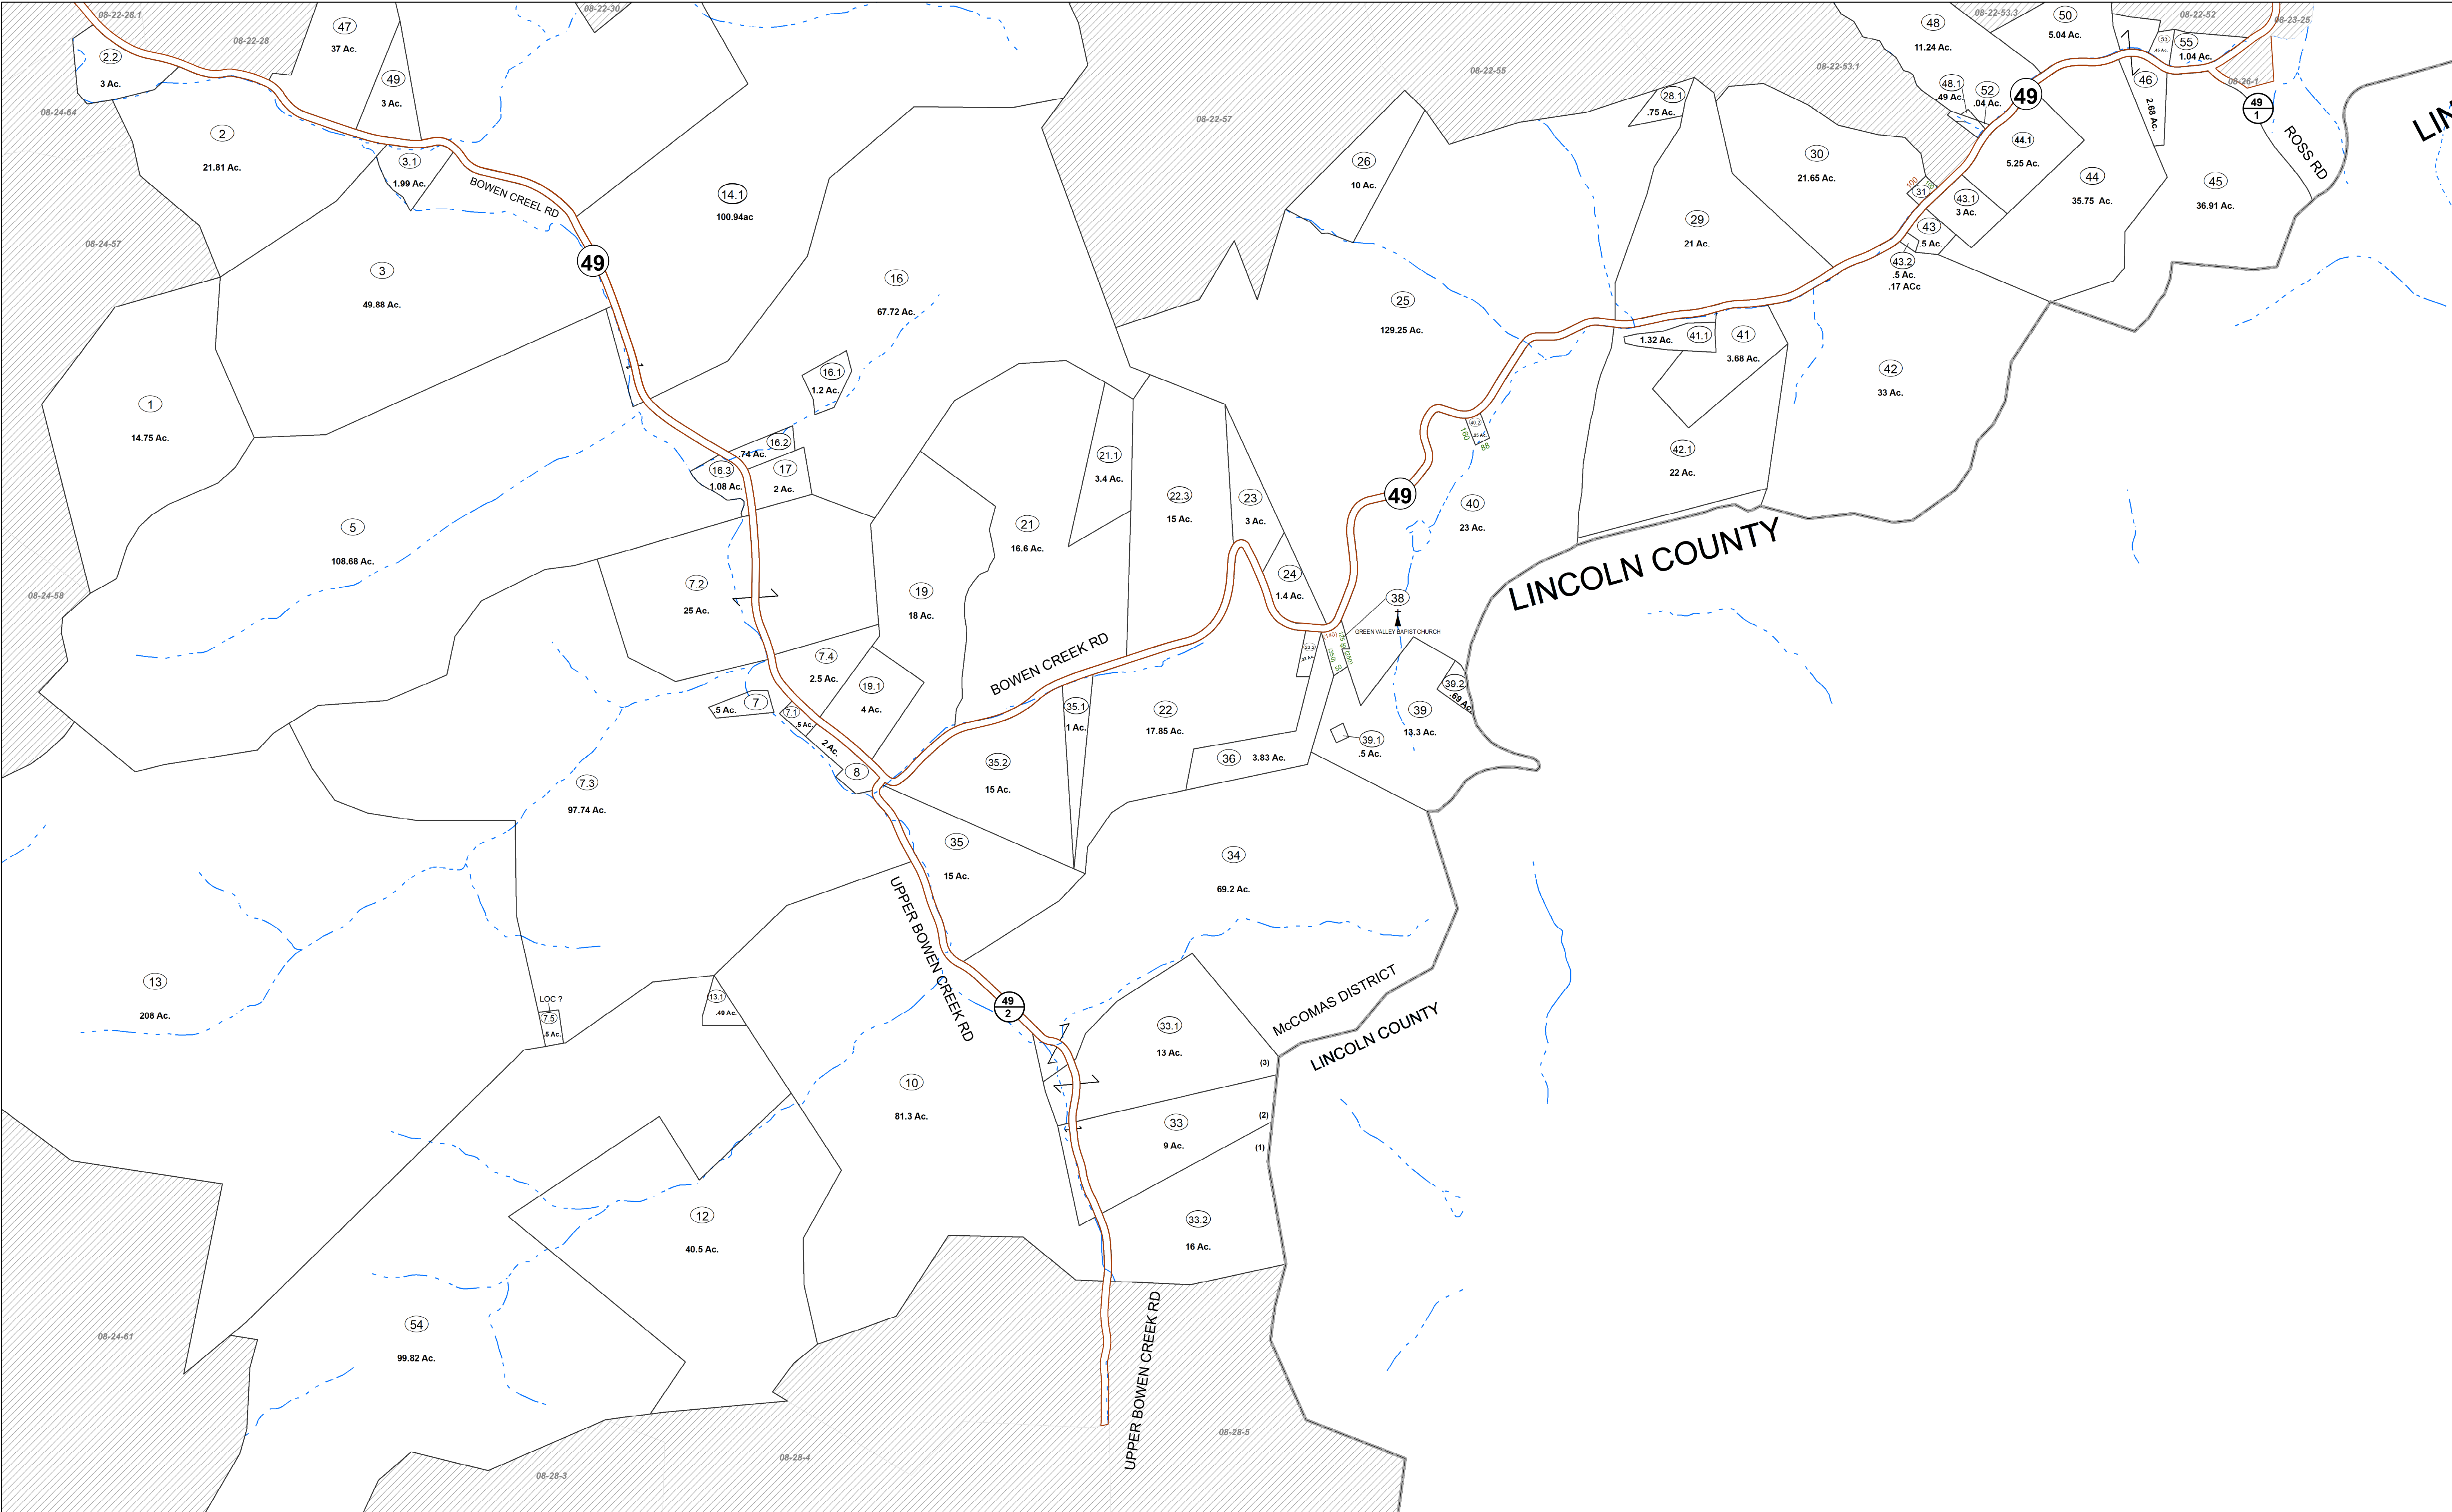 08-22-28.1
08-22-30
08-22-53.3
08-22-52
08-23-25
47
37 Ac.
08-22-28
48
11.24 Ac.
50
5.04 Ac.
53
.45 Ac.
55
1.04 Ac.
2.2
3 Ac.
49
3 Ac.
08-22-55
08-22-53.1
48.1
.49 Ac.
52
.04 Ac.
49
46
2.68 Ac.
08-26-1
49
1
ROSS RD
08-24-64
08-22-57
28.1
.75 Ac.
2
21.81 Ac.
3.1
1.99 Ac.
BOWEN CREEL RD
14.1
100.94ac
26
10 Ac.
30
21.65 Ac.
44.1
5.25 Ac.
44
35.75 Ac.
45
36.91 Ac.
100
31
43.1
3 Ac.
43
.5 Ac.
43.2
.5 Ac.
.17 ACc
29
21 Ac.
08-24-57
3
49.88 Ac.
49
16
67.72 Ac.
25
129.25 Ac.
41.1
1.32 Ac.
41
3.68 Ac.
42
33 Ac.
16.1
1.2 Ac.
1
14.75 Ac.
16.2
.74 Ac.
16.3
1.08 Ac.
17
2 Ac.
21.1
3.4 Ac.
22.3
15 Ac.
23
3 Ac.
49
40.2
.25 Ac.
160
88
42.1
22 Ac.
40
23 Ac.
LINCOLN COUNTY
5
108.68 Ac.
21
16.6 Ac.
7.2
25 Ac.
19
18 Ac.
24
1.4 Ac.
38
GREEN VALLEY BAPIST CHURCH
08-24-58
BOWEN CREEK RD
7.4
2.5 Ac.
19.1
4 Ac.
7
.5 Ac.
7.1
.5 Ac.
2 Ac.
8
35.1
1 Ac.
22
17.85 Ac.
36
3.83 Ac.
39
13.3 Ac.
39.1
.5 Ac.
39.2
.69 Ac.
7.3
97.74 Ac.
35.2
15 Ac.
35
15 Ac.
34
69.2 Ac.
UPPER BOWEN CREEK RD
13
208 Ac.
LOC ?
7.5
.5 Ac.
13.1
.49 Ac.
49
2
McCOMAS DISTRICT
LINCOLN COUNTY
33.1
13 Ac.
(3)
10
81.3 Ac.
33
9 Ac.
(2)
(1)
12
40.5 Ac.
33.2
16 Ac.
54
99.82 Ac.
08-24-61
UPPER BOWEN CREEK RD
08-28-3
08-28-4
08-28-5